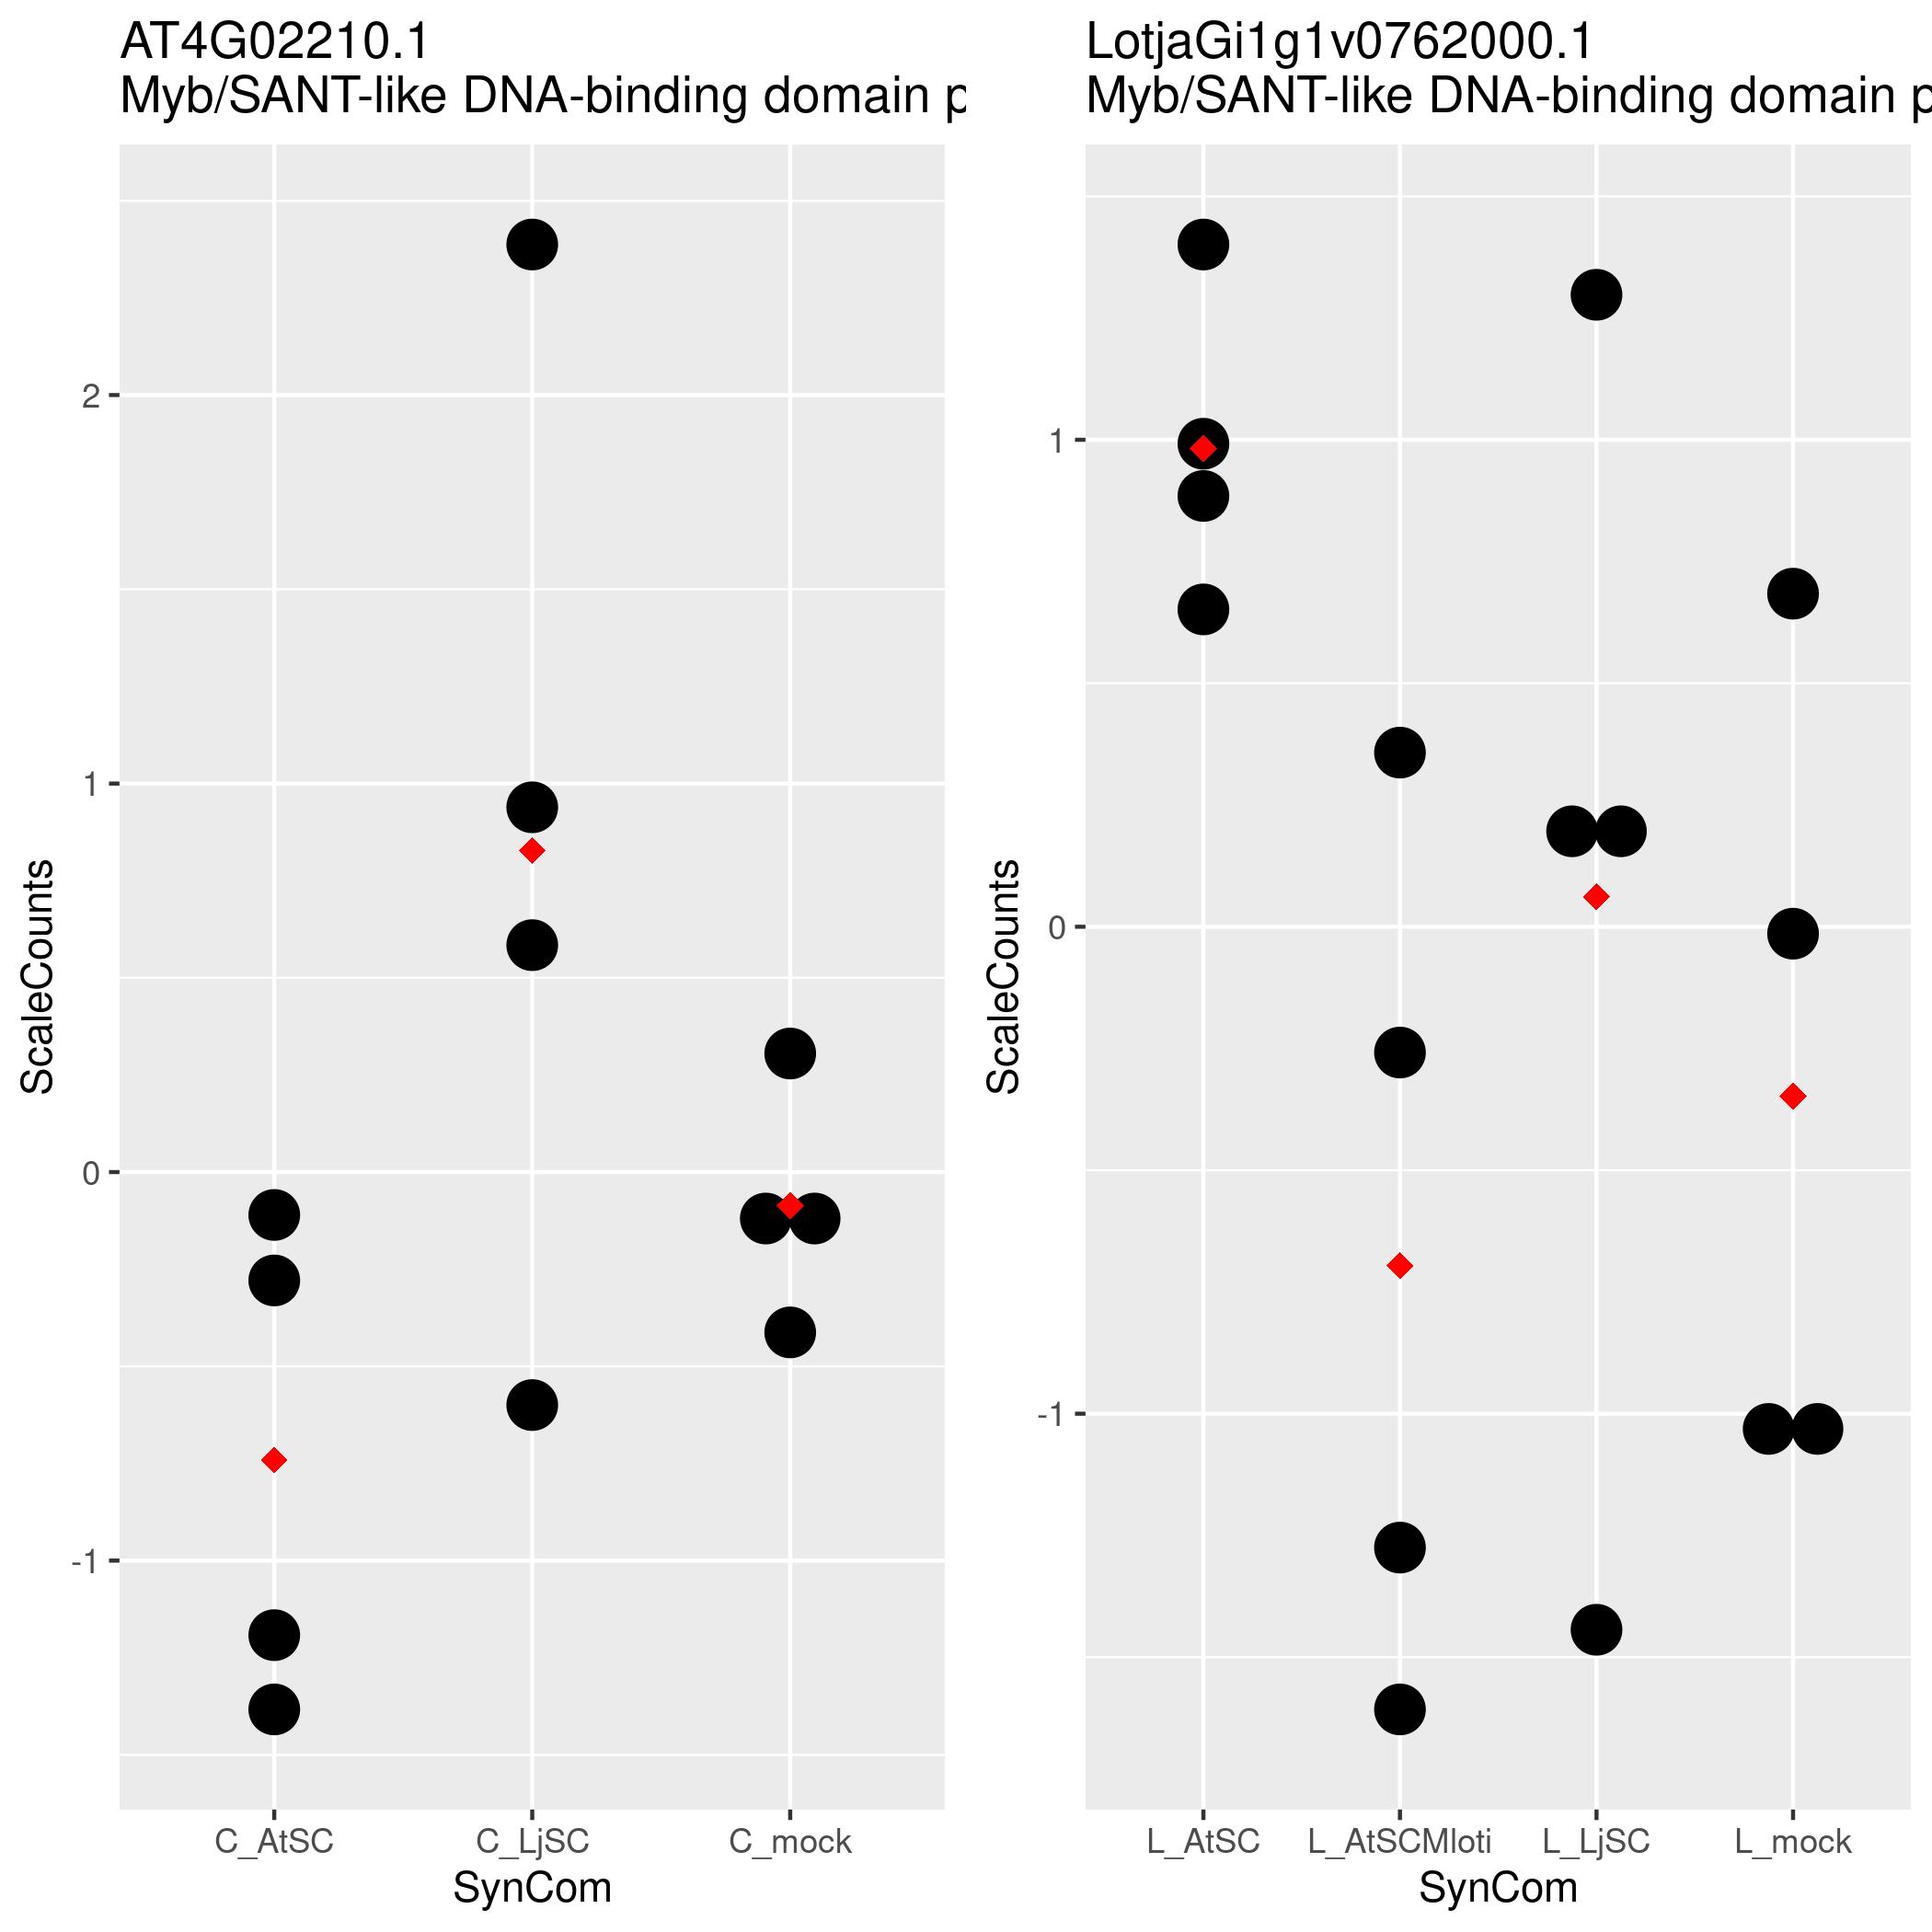 AT4G02210.1
Myb/SANT-like DNA-binding domain p
ScaleCounts
2
1
0
-1
C_AtSC C_LjSC C_mock
SynCom
LotjaGi1g1v0762000.1
Myb/SANT-like DNA-binding domain p
ScaleCounts
1
0
-1
L_AtSC L_AtSCMloti L_LjSC L_mock
SynCom